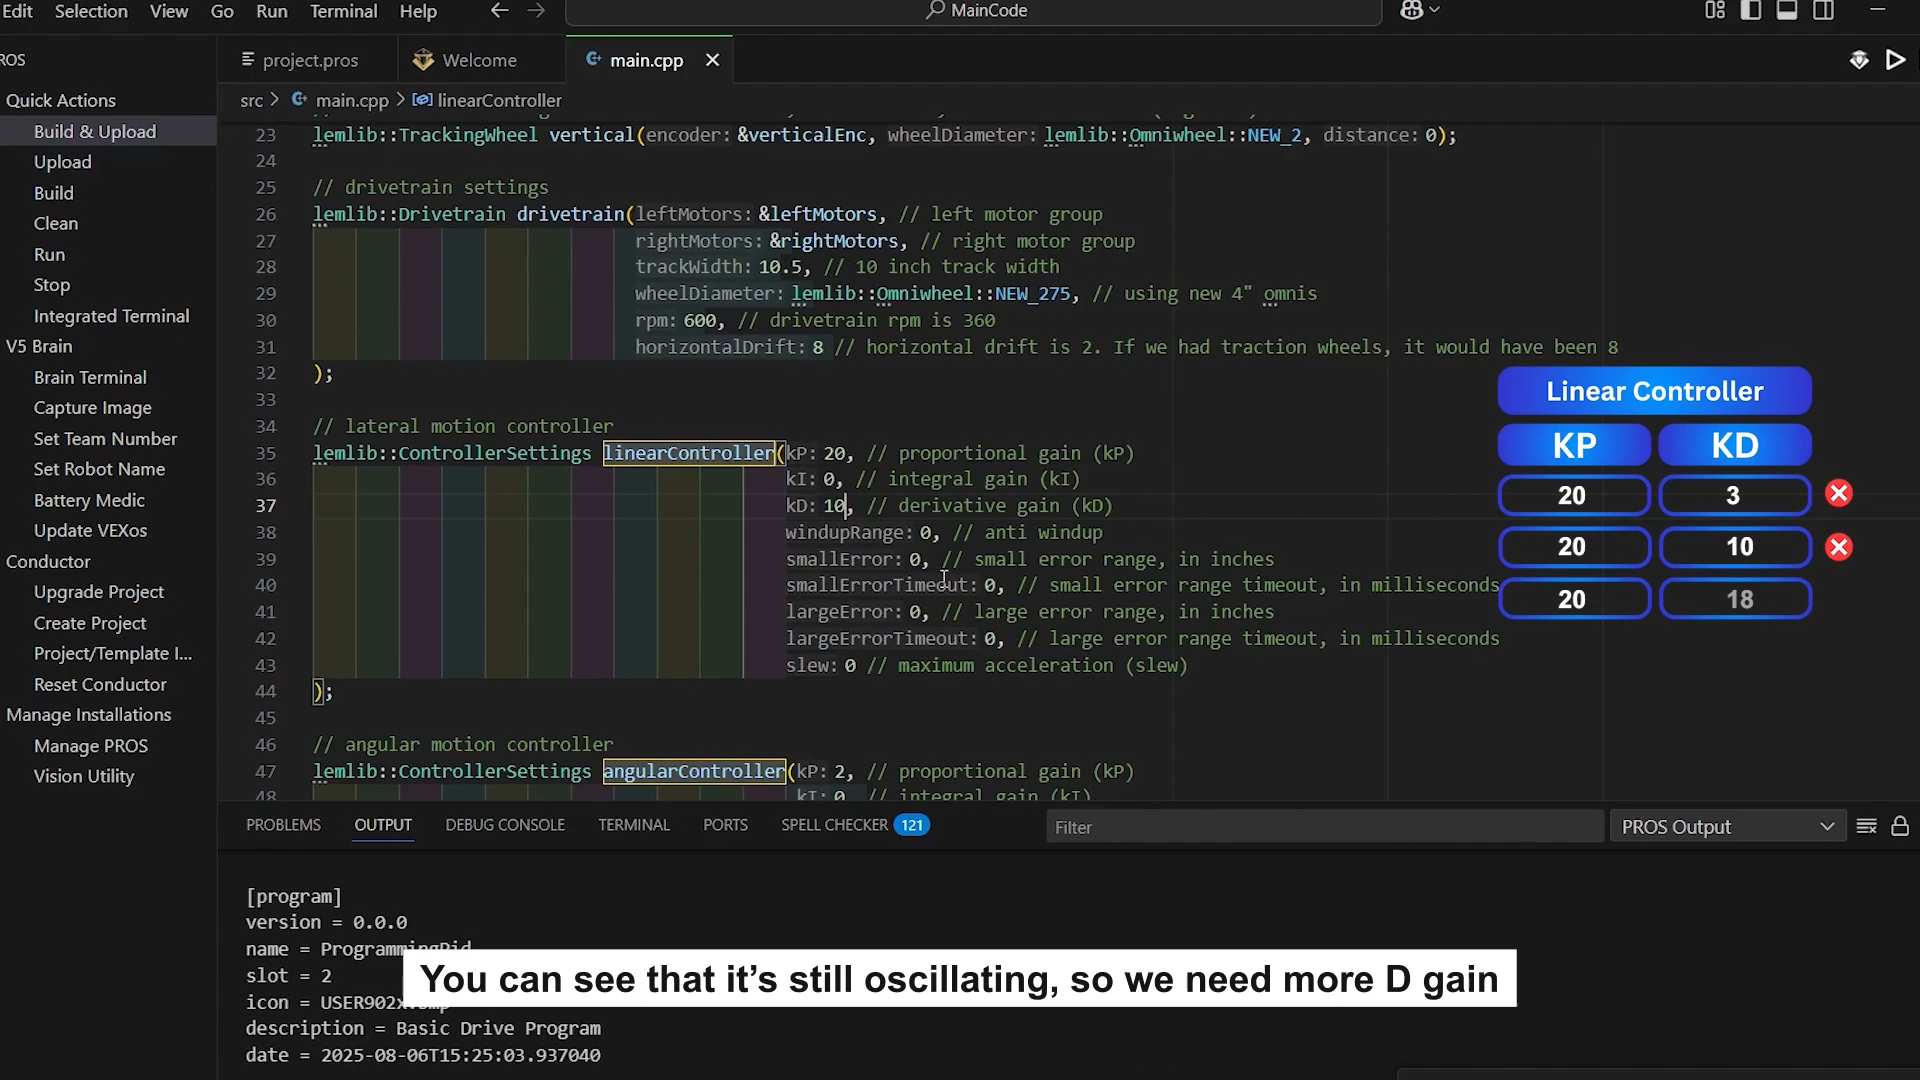 Edit Selection View Go Run Terminal Help MainCode
ROS
project.pros Welcome main.cpp
Quick Actions
src main.cpp linearController
Build & Upload
Upload
Build
Clean
Run
Stop
Integrated Terminal
V5 Brain
Brain Terminal
Capture Image
Set Team Number
Set Robot Name
Battery Medic
Update VEXos
Conductor
Upgrade Project
Create Project
Project/Template I...
Reset Conductor
Manage Installations
Manage PROS
Vision Utility
23 lemlib::TrackingWheel vertical(encoder: &verticalEnc, wheelDiameter: lemlib::Omniwheel::NEW_2, distance: 0);
24
25 // drivetrain settings
26 lemlib::Drivetrain drivetrain(leftMotors: &leftMotors, // left motor group
27 rightMotors: &rightMotors, // right motor group
28 trackWidth: 10.5, // 10 inch track width
29 wheelDiameter: lemlib::Omniwheel::NEW_275, // using new 4" omnis
30 rpm: 600, // drivetrain rpm is 360
31 horizontalDrift: 8 // horizontal drift is 2. If we had traction wheels, it would have been 8
32 );
33
34 // lateral motion controller
35 lemlib::ControllerSettings linearController(kP: 20, // proportional gain (kP)
36 kI: 0, // integral gain (kI)
37 kD: 10, // derivative gain (kD)
38 windupRange: 0, // anti windup
39 smallError: 0, // small error range, in inches
40 smallErrorTimeout: 0, // small error range timeout, in milliseconds
41 largeError: 0, // large error range, in inches
42 largeErrorTimeout: 0, // large error range timeout, in milliseconds
43 slew: 0 // maximum acceleration (slew)
44 );
45
46 // angular motion controller
47 lemlib::ControllerSettings angularController(kP: 2, // proportional gain (kP)
48 kI: 0, // integral gain (kI)
Linear Controller
KP KD
20 3
20 10
20 18
PROBLEMS OUTPUT DEBUG CONSOLE TERMINAL PORTS SPELL CHECKER 121 Filter PROS Output
[program]
version = 0.0.0
name = ProgrammingPid
slot = 2
icon = USER902x.bmp
description = Basic Drive Program
date = 2025-08-06T15:25:03.937040
You can see that it's still oscillating, so we need more D gain